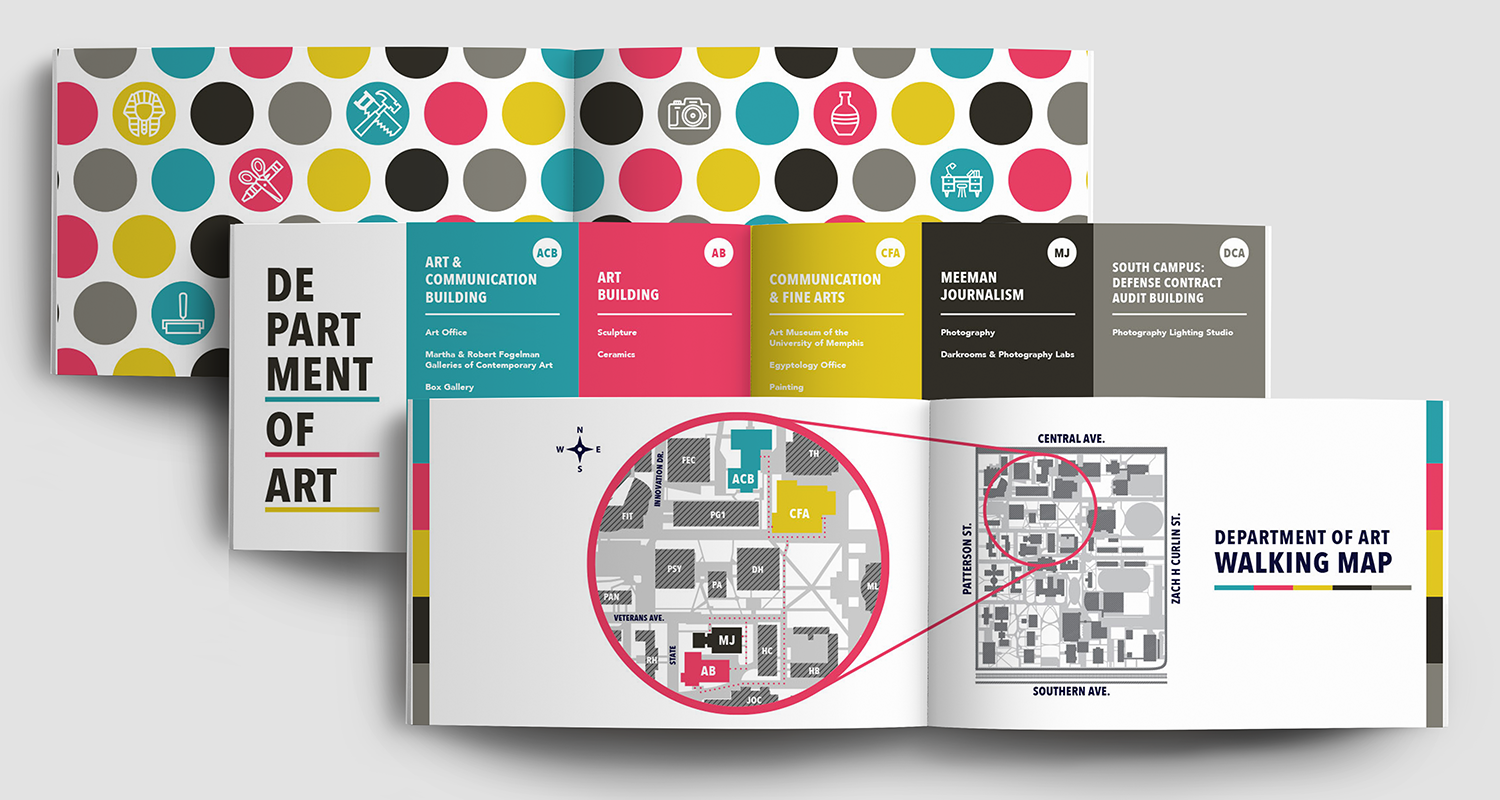 DE
PART
MENT
OF
ART
ACB
ART &
COMMUNICATION
BUILDING
Art Office
Martha & Robert Fogelman
Galleries of Contemporary Art
Box Gallery
AB
ART
BUILDING
Sculpture
Ceramics
CFA
COMMUNICATION
& FINE ARTS
Art Museum of the
University of Memphis
Egyptology Office
Painting
MJ
MEEMAN
JOURNALISM
Photography
Darkrooms & Photography Labs
DCA
SOUTH CAMPUS:
DEFENSE CONTRACT
AUDIT BUILDING
Photography Lighting Studio
N
W E
S
INNOVATION DR.
FEC
ACB
TH
FIT
PG1
CFA
PSY
PA
DH
ML
PAN
VETERANS AVE.
MJ
HC
RH
STATE
AB
HB
JOC
CENTRAL AVE.
PATTERSON ST.
ZACH H CURLIN ST.
SOUTHERN AVE.
DEPARTMENT OF ART
WALKING MAP